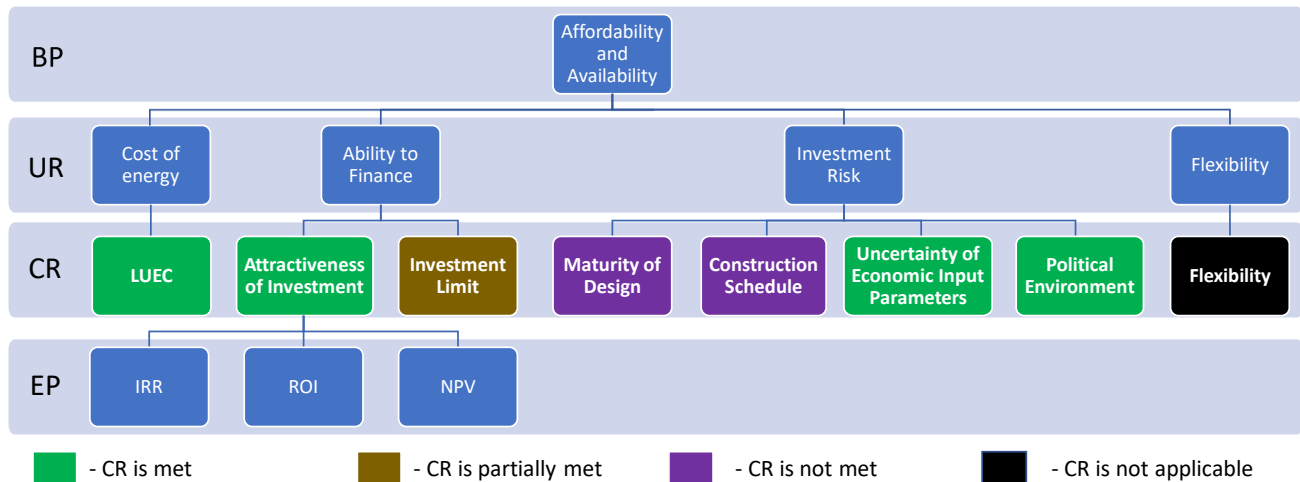 BP
Affordability
and
Availability
UR
Cost of
energy
Ability to
Finance
Investment
Risk
Flexibility
CR
LUEC
Attractiveness
of Investment
Investment
Limit
Maturity of
Design
Construction
Schedule
Uncertainty of
Economic Input
Parameters
Political
Environment
Flexibility
EP
IRR
ROI
NPV
- CR is met
- CR is partially met
- CR is not met
- CR is not applicable